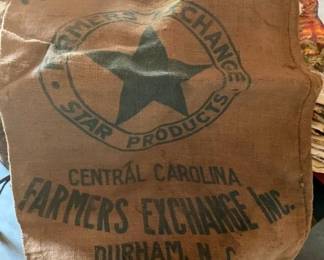 FARMERS EXCHANGE
STAR PRODUCTS
CENTRAL CAROLINA
FARMERS EXCHANGE INC.
DURHAM, N.C.